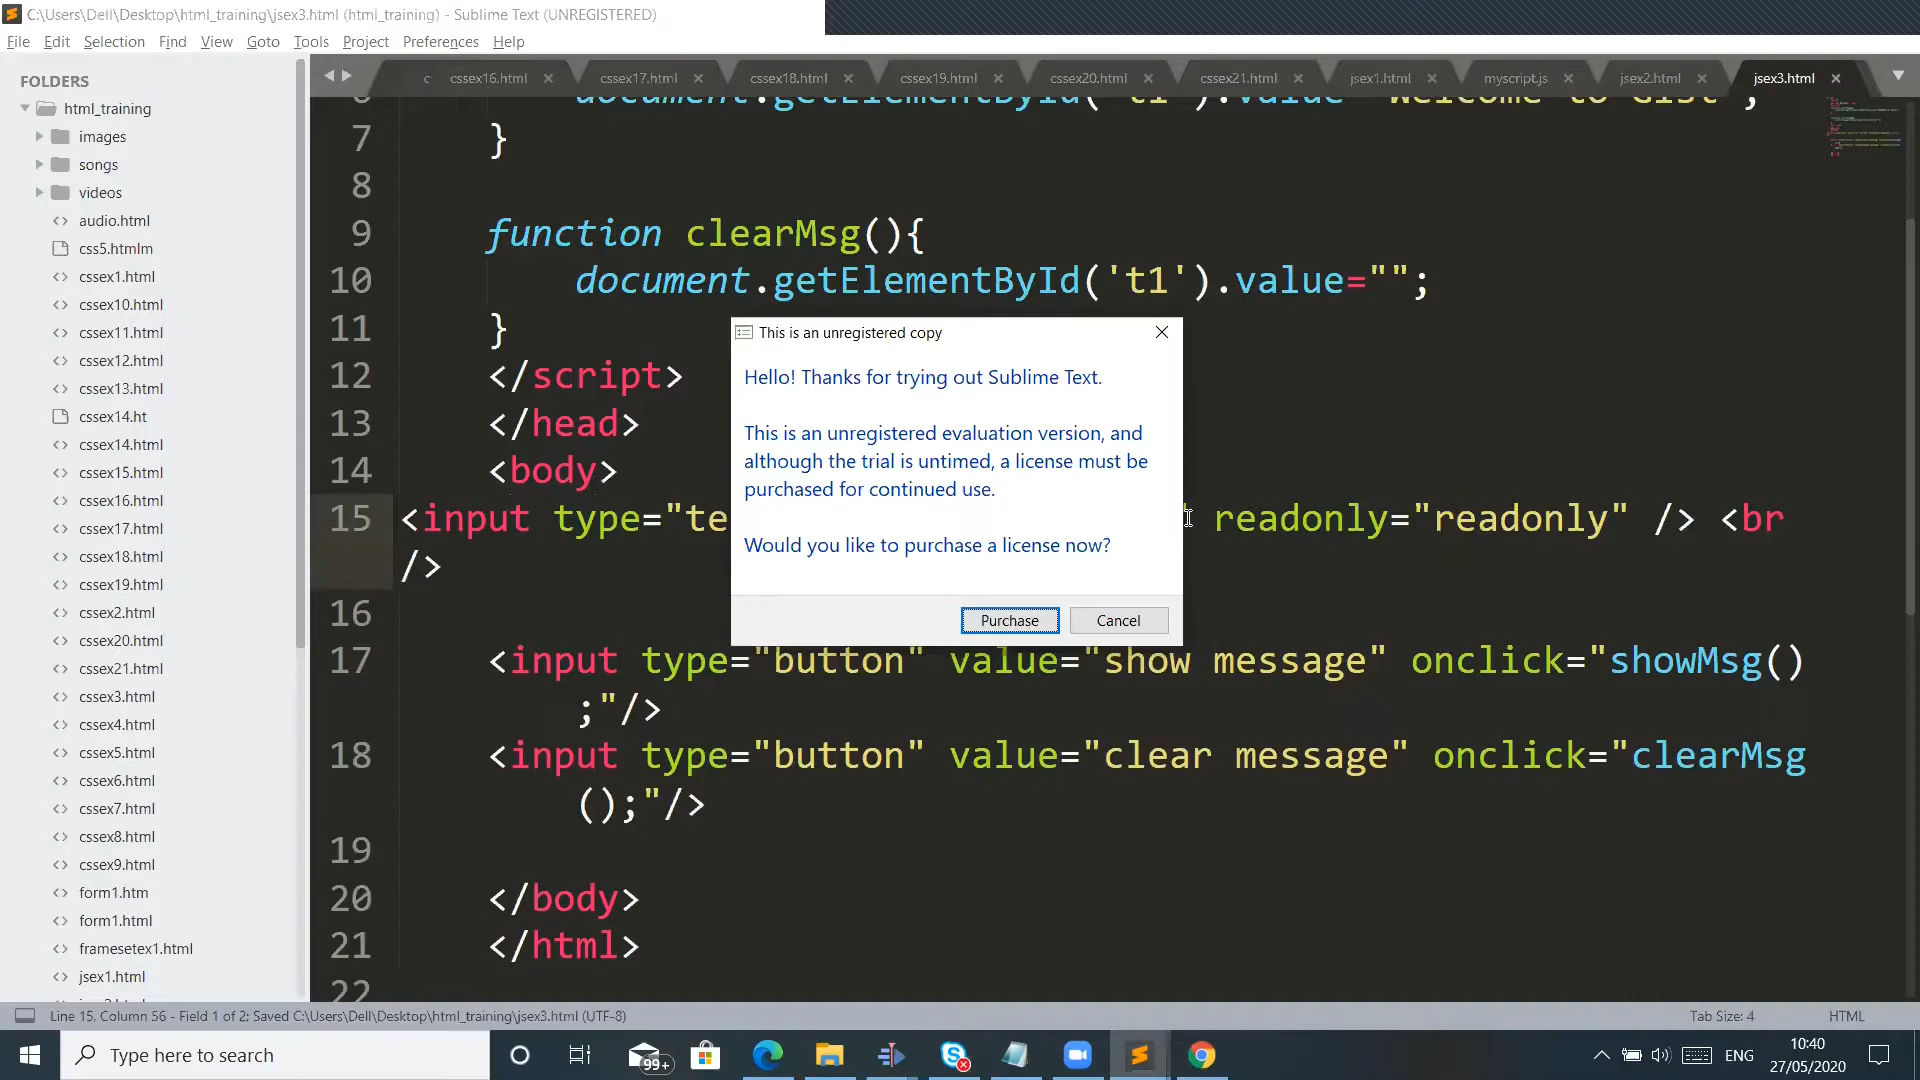 C:\Users\Dell\Desktop\html_training\jsex3.html (html_training) - Sublime Text (UNREGISTERED)
File Edit Selection Find View Goto Tools Project Preferences Help
FOLDERS
html_training
images
songs
videos
audio.html
css5.htmlm
cssex1.html
cssex10.html
cssex11.html
cssex12.html
cssex13.html
cssex14.ht
cssex14.html
cssex15.html
cssex16.html
cssex17.html
cssex18.html
cssex19.html
cssex2.html
cssex20.html
cssex21.html
cssex3.html
cssex4.html
cssex5.html
cssex6.html
cssex7.html
cssex8.html
cssex9.html
form1.htm
form1.html
framesetex1.html
jsex1.html
c cssex16.html cssex17.html cssex18.html cssex19.html cssex20.html cssex21.html jsex1.html myscript.js jsex2.html jsex3.html
document.getElementById('t1').value="Welcome to Gist";
7 }
8
9 function clearMsg(){
10 document.getElementById('t1').value="";
11 }
12 </script>
13 </head>
14 <body>
15 <input type="te readonly="readonly" /> <br
/>
16
17 <input type="button" value="show message" onclick="showMsg()
;"/>
18 <input type="button" value="clear message" onclick="clearMsg
();"/>
19
20 </body>
21 </html>
22
This is an unregistered copy
Hello! Thanks for trying out Sublime Text.
This is an unregistered evaluation version, and
although the trial is untimed, a license must be
purchased for continued use.
Would you like to purchase a license now?
Purchase Cancel
Line 15, Column 56 - Field 1 of 2; Saved C:\Users\Dell\Desktop\html_training\jsex3.html (UTF-8) Tab Size: 4 HTML
Type here to search
99+
ENG
10:40
27/05/2020